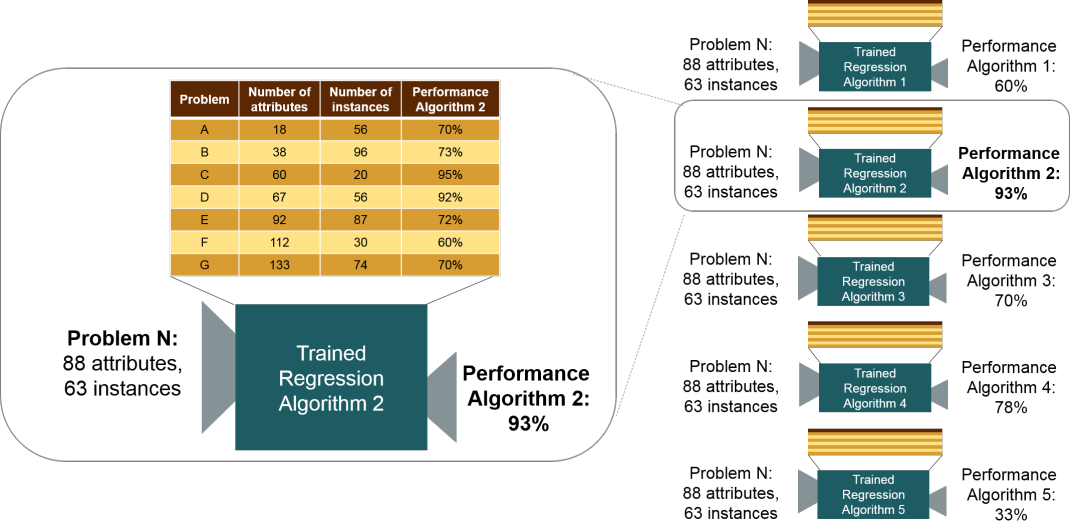 Problem
Number of attributes
Number of instances
Performance Algorithm 2
A 18 56 70%
B 38 96 73%
C 60 20 95%
D 67 56 92%
E 92 87 72%
F 112 30 60%
G 133 74 70%
Problem N:
88 attributes,
63 instances
Trained
Regression
Algorithm 2
Performance
Algorithm 2:
93%
Problem N:
88 attributes,
63 instances
Trained
Regression
Algorithm 1
Performance
Algorithm 1:
60%
Problem N:
88 attributes,
63 instances
Trained
Regression
Algorithm 2
Performance
Algorithm 2:
93%
Problem N:
88 attributes,
63 instances
Trained
Regression
Algorithm 3
Performance
Algorithm 3:
70%
Problem N:
88 attributes,
63 instances
Trained
Regression
Algorithm 4
Performance
Algorithm 4:
78%
Problem N:
88 attributes,
63 instances
Trained
Regression
Algorithm 5
Performance
Algorithm 5:
33%